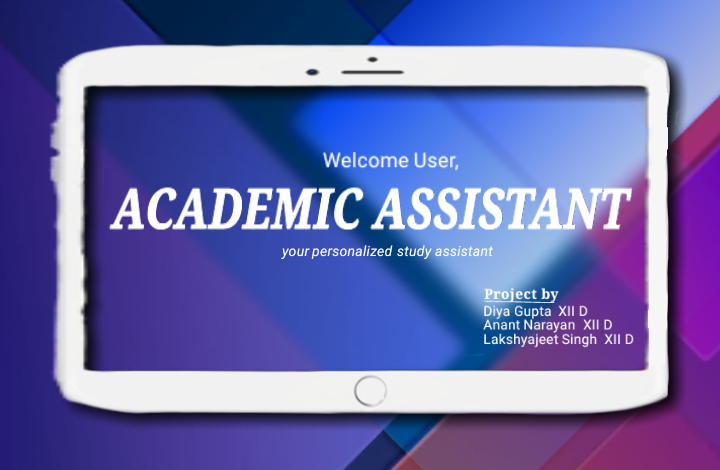 Welcome User,
ACADEMIC ASSISTANT
your personalized study assistant
Project by
Diya Gupta XII D
Anant Narayan XII D
Lakshyajeet Singh XII D